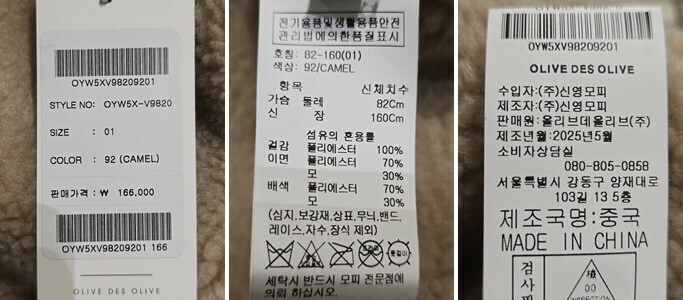 OYW5XV98209201
STYLE NO: OYW5X-V9820
SIZE : 01
COLOR : 92 (CAMEL)
판매가격 : ₩ 166,000
OYW5XV98209201 166
OLIVE DES OLIVE
전기용품및생활용품안전
관리법에의한품질표시
호칭: 82-160(01)
색상: 92/CAMEL
항목 신체치수
가슴 둘레 82Cm
신 장 160Cm
섬유의 혼용률
겉감 폴리에스터 100%
이면 폴리에스터 70%
모 30%
배색 폴리에스터 70%
모 30%
(심지,보강재,상표,무늬,밴드,
레이스,자수,장식 제외)
세탁시 반드시 모피 전문점에
의뢰 하십시오.
OYW5XV98209201
OLIVE DES OLIVE
수입자:(주)신영모피
제조자:(주)신영모피
판매원:올리브데올리브(주)
제조년월:2025년5월
소비자상담실
080-805-0858
서울특별시 강동구 양재대로
103길 13 5층
제조국명:중국
MADE IN CHINA
검
사
필
檢
00
INSPECTION